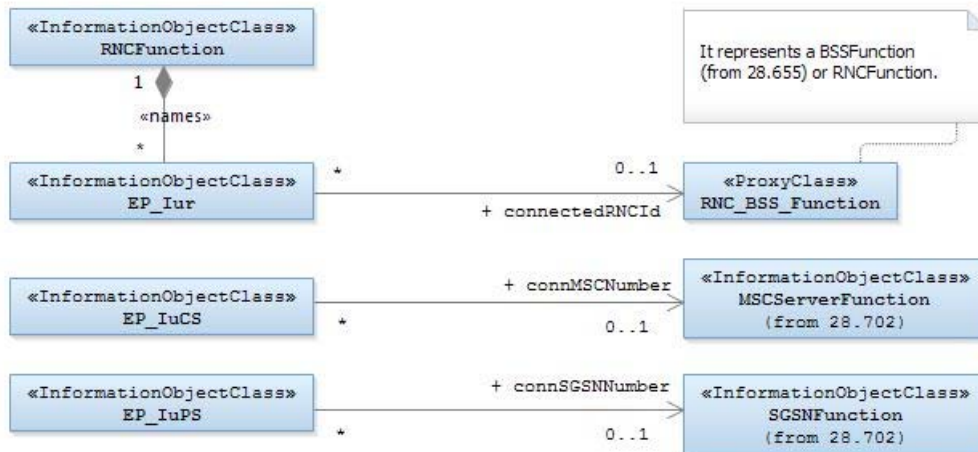 «InformationObjectClass»
RNCFunction
1
«names»
*
It represents a BSSFunction
(from 28.655) or RNCFunction.
«InformationObjectClass»
EP_Iur
*
0..1
+ connectedRNCId
«ProxyClass»
RNC_BSS_Function
«InformationObjectClass»
EP_IuCS
+ connMSCNumber
*
0..1
«InformationObjectClass»
MSCServerFunction
(from 28.702)
«InformationObjectClass»
EP_IuPS
+ connSGSNNumber
*
0..1
«InformationObjectClass»
SGSNFunction
(from 28.702)